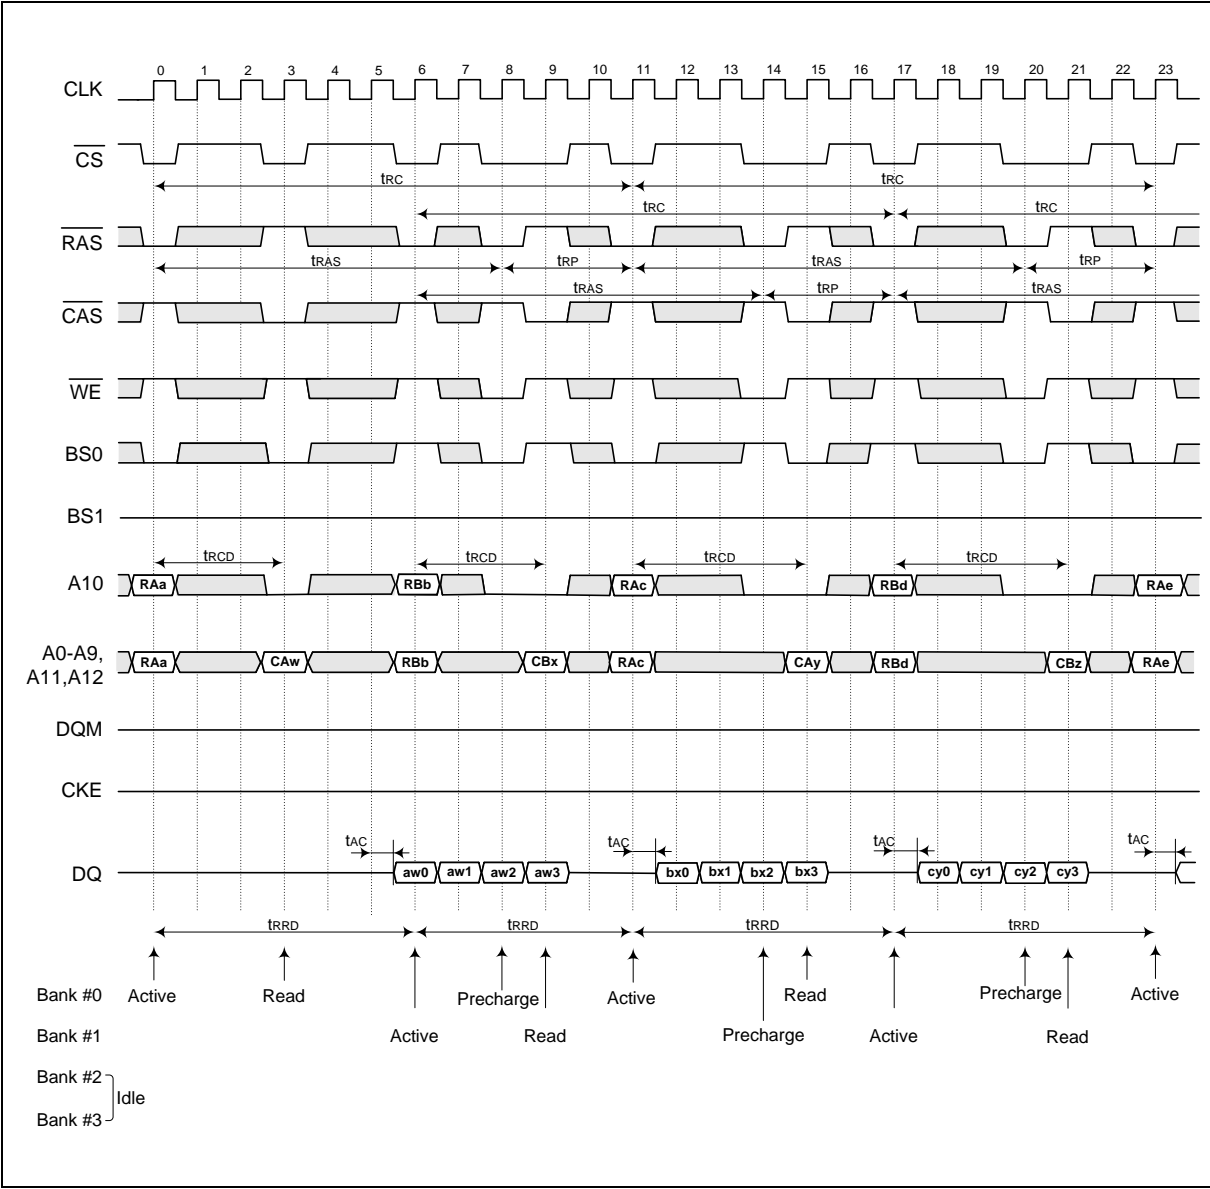 0 1 2 3 4 5 6 7 8 9 10 11 12 13 14 15 16 17 18 19 20 21 22 23
CLK
CS
tRC tRC
tRC tRC
RAS
tRAS tRP tRAS tRP
tRAS tRP tRAS
CAS
WE
BS0
BS1
tRCD tRCD tRCD tRCD
A10 RAa RBb RAc RBd RAe
A0-A9,
A11,A12 RAa CAw RBb CBx RAc CAy RBd CBz RAe
DQM
CKE
tAC tAC tAC tAC
DQ aw0 aw1 aw2 aw3 bx0 bx1 bx2 bx3 cy0 cy1 cy2 cy3
tRRD tRRD tRRD tRRD
Bank #0 Active Read Precharge Active Read Precharge Active
Bank #1 Active Read Precharge Active Read
Bank #2
Idle
Bank #3